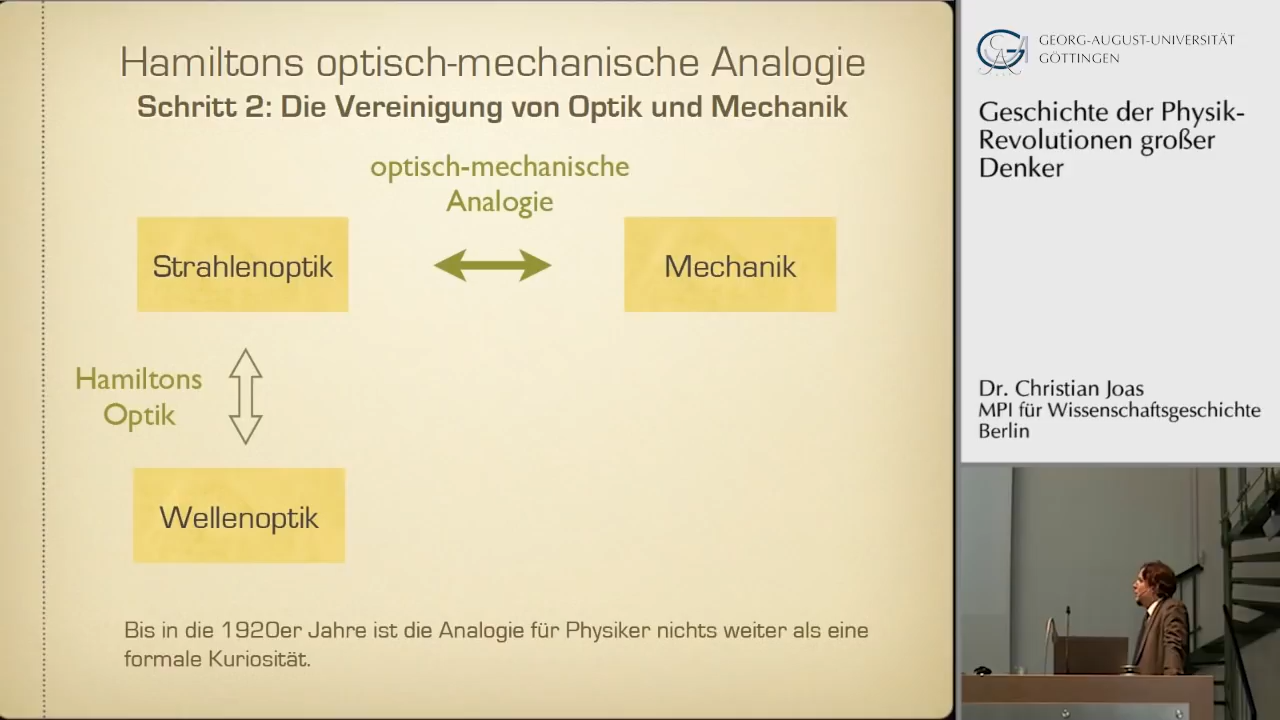 Hamiltons optisch-mechanische Analogie
Schritt 2: Die Vereinigung von Optik und Mechanik
optisch-mechanische
Analogie
Strahlenoptik
Mechanik
Hamiltons
Optik
Wellenoptik
Bis in die 1920er Jahre ist die Analogie für Physiker nichts weiter als eine
formale Kuriosität.
GEORG-AUGUST-UNIVERSITÄT
GÖTTINGEN
Geschichte der Physik-
Revolutionen großer
Denker
Dr. Christian Joas
MPI für Wissenschaftsgeschichte
Berlin